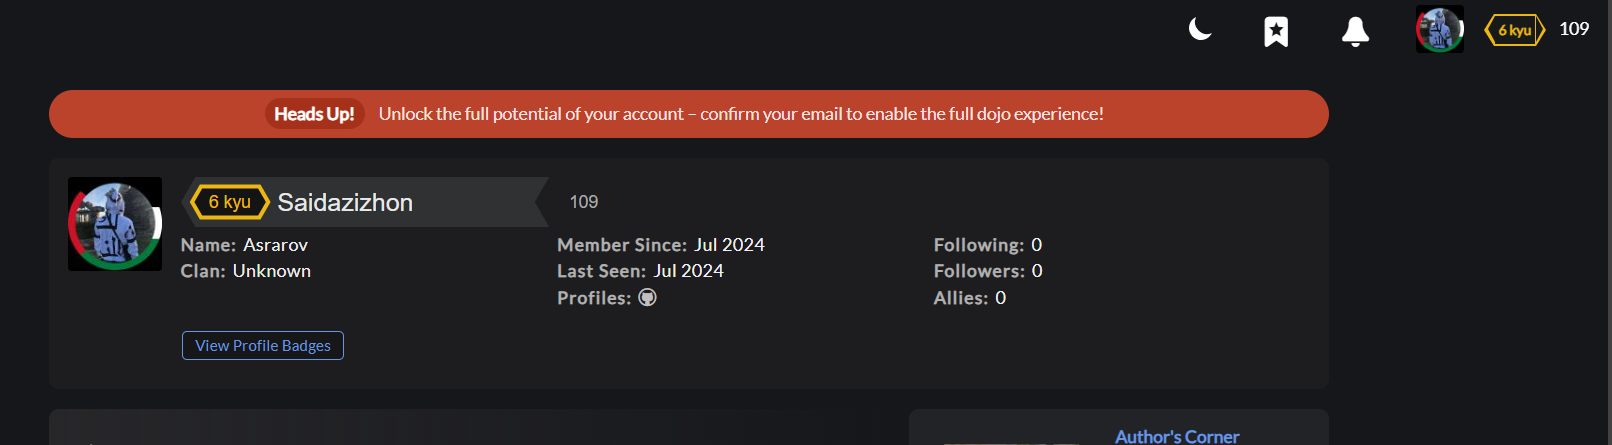 6 kyu 109
Heads Up! Unlock the full potential of your account – confirm your email to enable the full dojo experience!
6 kyu Saidazizhon 109
Name: Asrarov Member Since: Jul 2024 Following: 0
Clan: Unknown Last Seen: Jul 2024 Followers: 0
Profiles: Allies: 0
View Profile Badges
Author's Corner